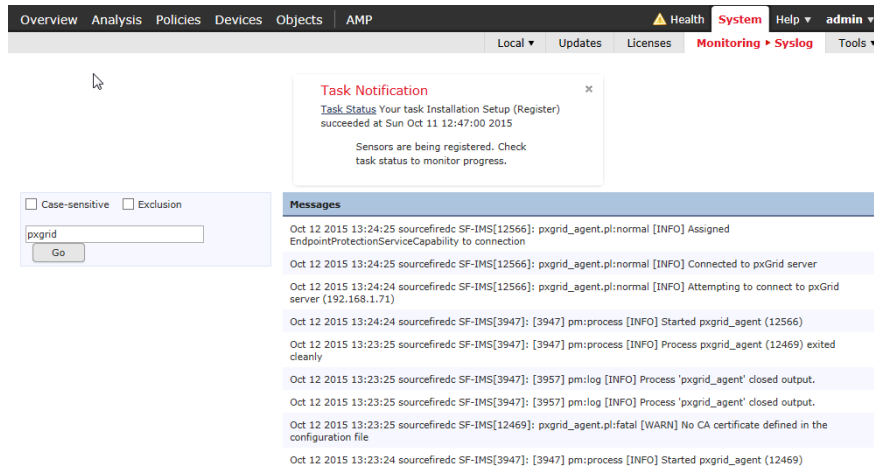 Overview Analysis Policies Devices Objects AMP Health System Help ▾ admin ▾
Local ▾ Updates Licenses Monitoring ▸ Syslog Tools ▾
Task Notification ×
Task Status Your task Installation Setup (Register)
succeeded at Sun Oct 11 12:47:00 2015
Sensors are being registered. Check
task status to monitor progress.
Case-sensitive Exclusion
pxgrid
Go
Messages
Oct 12 2015 13:24:25 sourcefiredc SF-IMS[12566]: pxgrid_agent.pl:normal [INFO] Assigned
EndpointProtectionServiceCapability to connection
Oct 12 2015 13:24:25 sourcefiredc SF-IMS[12566]: pxgrid_agent.pl:normal [INFO] Connected to pxGrid server
Oct 12 2015 13:24:24 sourcefiredc SF-IMS[12566]: pxgrid_agent.pl:normal [INFO] Attempting to connect to pxGrid
server (192.168.1.71)
Oct 12 2015 13:24:24 sourcefiredc SF-IMS[3947]: [3947] pm:process [INFO] Started pxgrid_agent (12566)
Oct 12 2015 13:23:25 sourcefiredc SF-IMS[3947]: [3947] pm:process [INFO] Process pxgrid_agent (12469) exited
cleanly
Oct 12 2015 13:23:25 sourcefiredc SF-IMS[3947]: [3957] pm:log [INFO] Process 'pxgrid_agent' closed output.
Oct 12 2015 13:23:25 sourcefiredc SF-IMS[3947]: [3957] pm:log [INFO] Process 'pxgrid_agent' closed output.
Oct 12 2015 13:23:25 sourcefiredc SF-IMS[12469]: pxgrid_agent.pl:fatal [WARN] No CA certificate defined in the
configuration file
Oct 12 2015 13:23:24 sourcefiredc SF-IMS[3947]: [3947] pm:process [INFO] Started pxgrid_agent (12469)